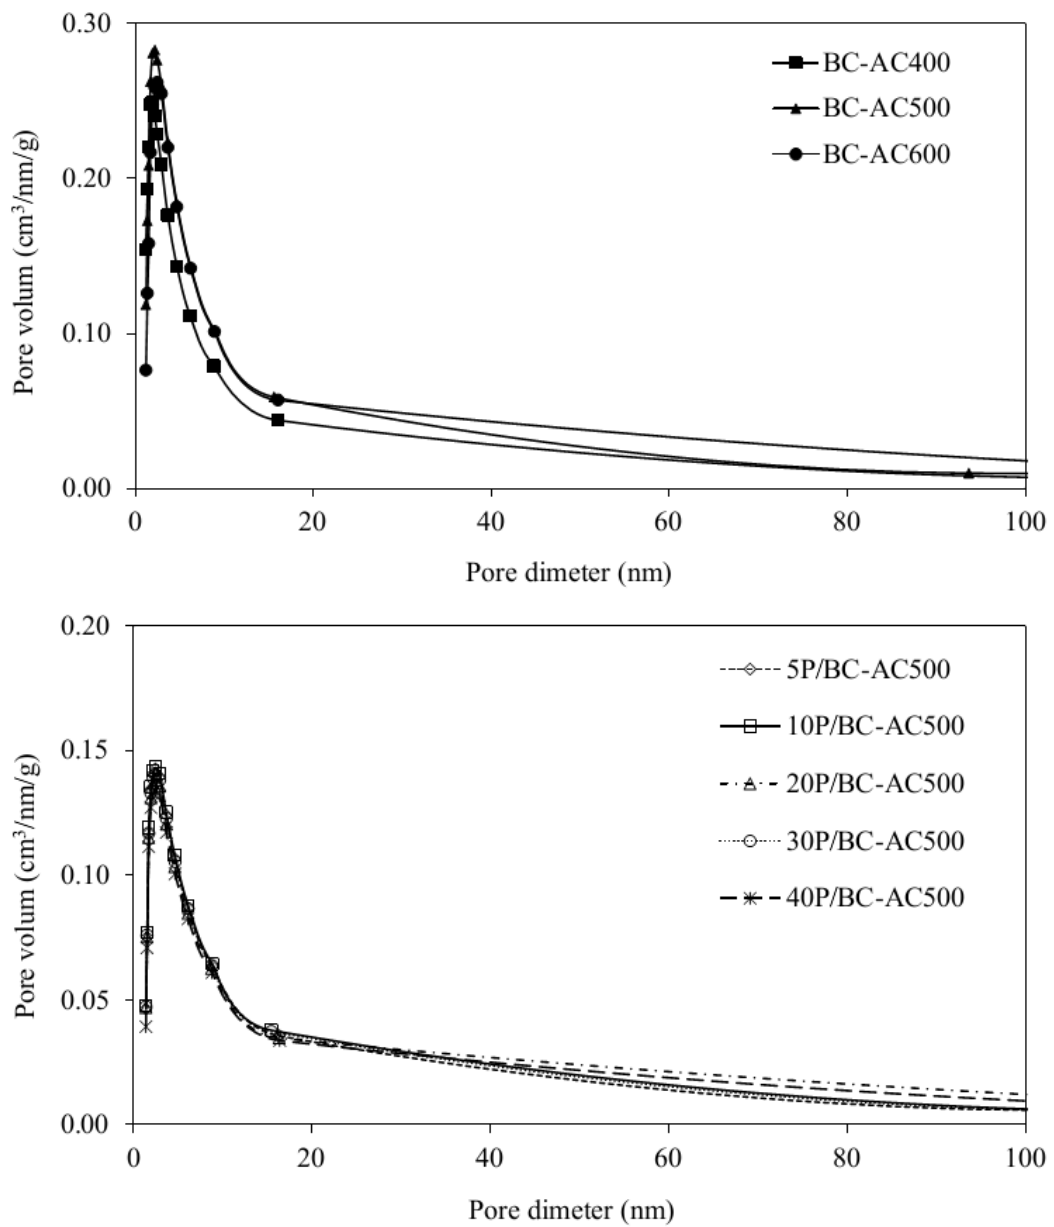 0.30
BC-AC400
BC-AC500
BC-AC600
0.20
0.10
0.00
Pore volum (cm³/nm/g)
0 20 40 60 80 100
Pore dimeter (nm)
0.20
5P/BC-AC500
10P/BC-AC500
20P/BC-AC500
30P/BC-AC500
40P/BC-AC500
0.15
0.10
0.05
0.00
Pore volum (cm³/nm/g)
0 20 40 60 80 100
Pore dimeter (nm)